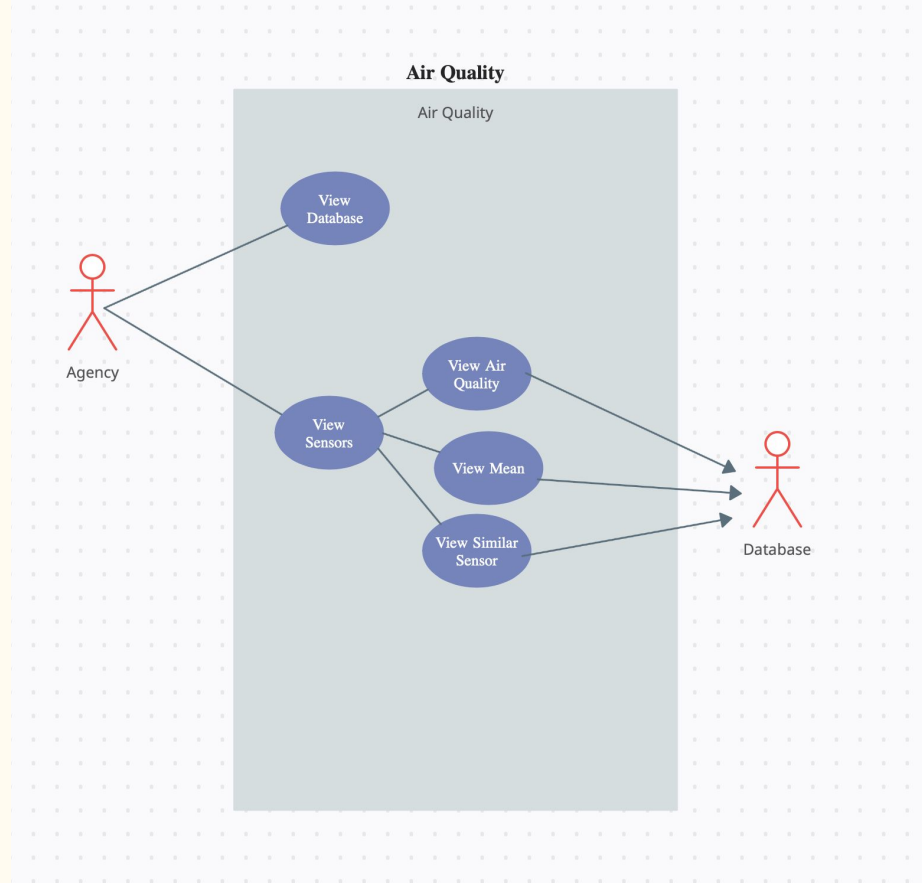 Air Quality
Air Quality
View
Database
Agency
View Air
Quality
View
Sensors
View Mean
View Similar
Sensor
Database